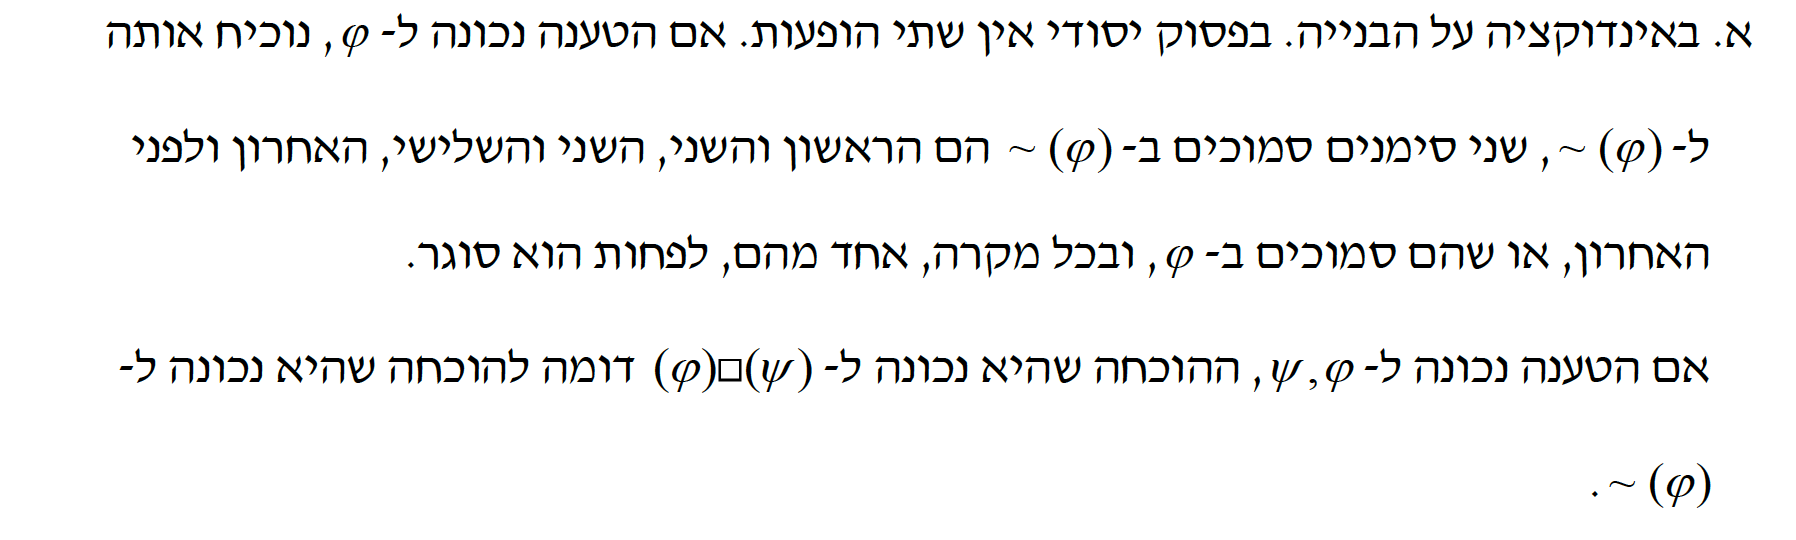 א. באינדוקציה על הבנייה. בפסוק יסודי אין שתי הופעות. אם הטענה נכונה ל- φ, נוכיח אותה
ל- ~(φ), שני סימנים סמוכים ב- ~(φ) הם הראשון והשני, השני והשלישי, האחרון ולפני
האחרון, או שהם סמוכים ב- φ, ובכל מקרה, אחד מהם, לפחות הוא סוגר.
אם הטענה נכונה ל- ψ,φ, ההוכחה שהיא נכונה ל- (φ)□(ψ) דומה להוכחה שהיא נכונה ל-
~(φ).